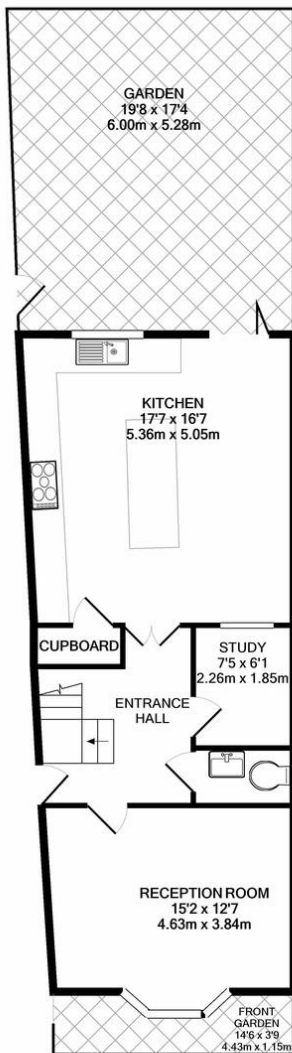 GARDEN
19'8 x 17'4
6.00m x 5.28m
KITCHEN
17'7 x 16'7
5.36m x 5.05m
CUPBOARD
STUDY
7'5 x 6'1
2.26m x 1.85m
ENTRANCE
HALL
RECEPTION ROOM
15'2 x 12'7
4.63m x 3.84m
FRONT
GARDEN
14'6 x 3'9
4.43m x 1.15m